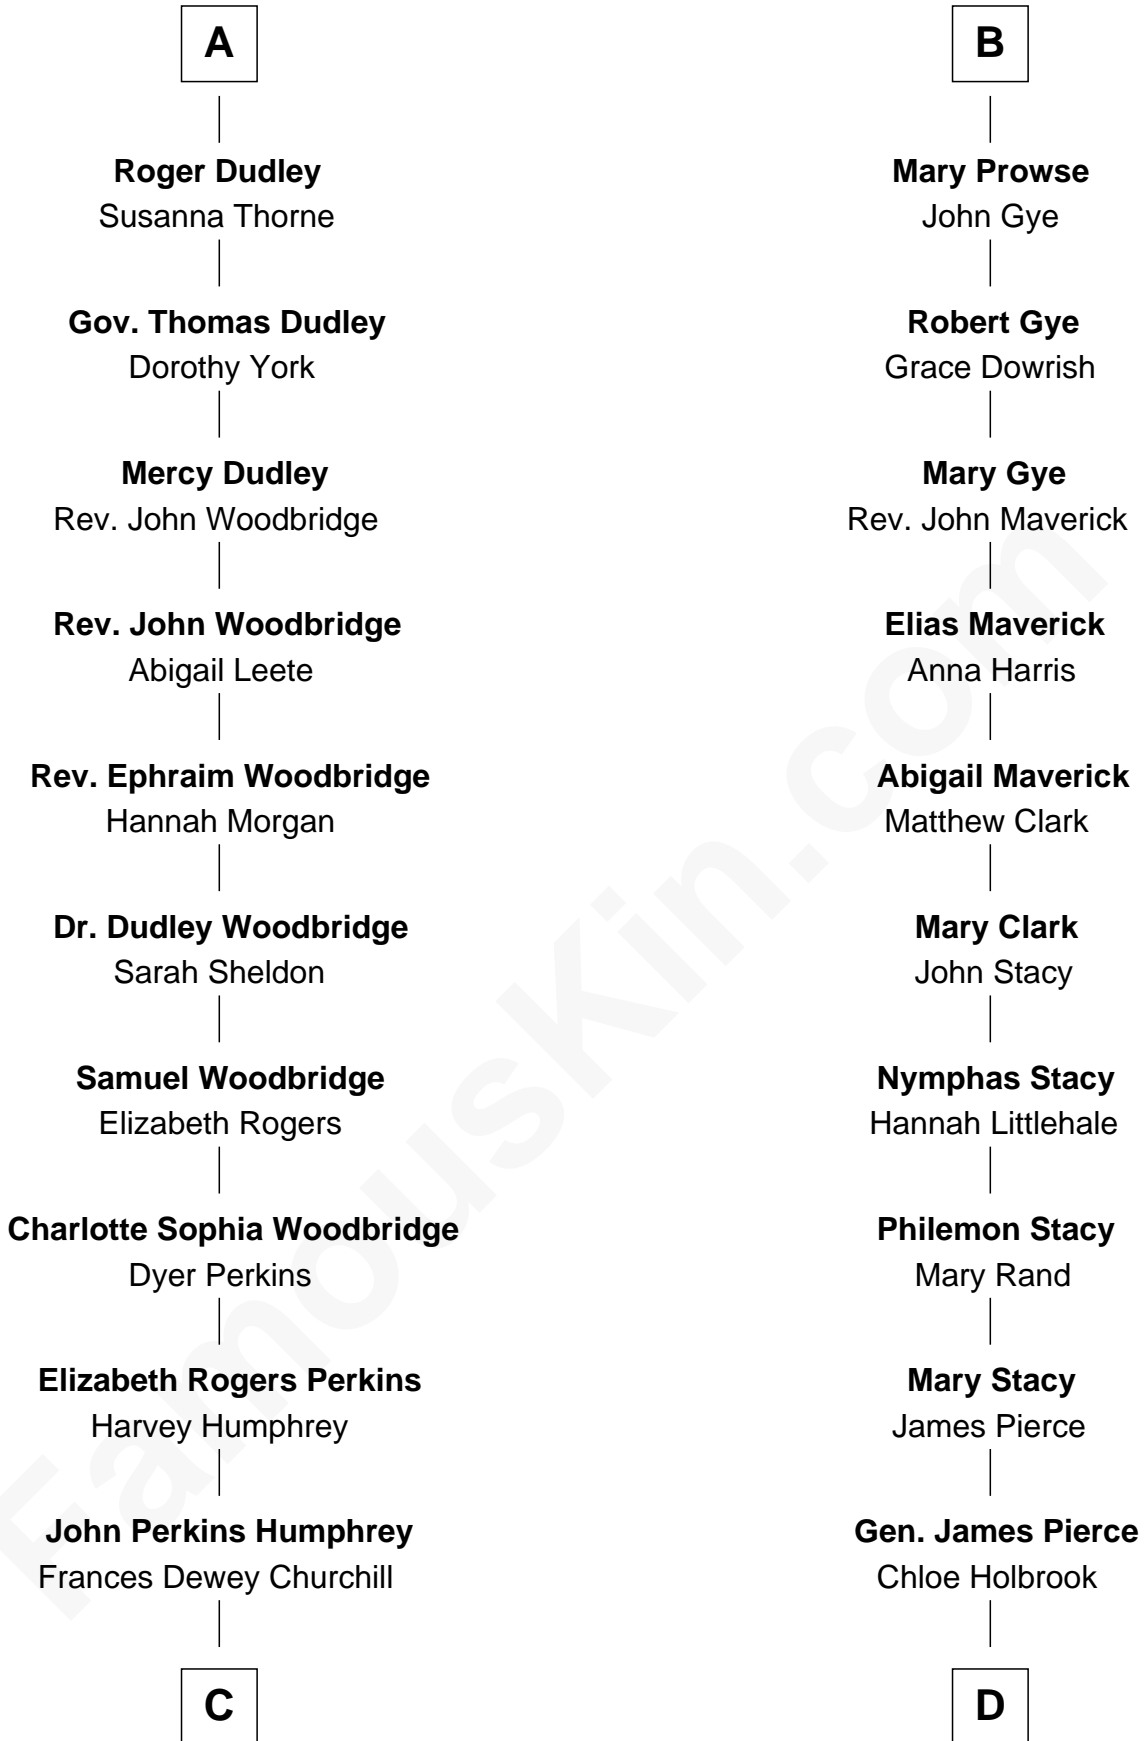 A
Roger Dudley
Susanna Thorne
Gov. Thomas Dudley
Dorothy York
Mercy Dudley
Rev. John Woodbridge
Rev. John Woodbridge
Abigail Leete
Rev. Ephraim Woodbridge
Hannah Morgan
Dr. Dudley Woodbridge
Sarah Sheldon
Samuel Woodbridge
Elizabeth Rogers
Charlotte Sophia Woodbridge
Dyer Perkins
Elizabeth Rogers Perkins
Harvey Humphrey
John Perkins Humphrey
Frances Dewey Churchill
C
B
Mary Prowse
John Gye
Robert Gye
Grace Dowrish
Mary Gye
Rev. John Maverick
Elias Maverick
Anna Harris
Abigail Maverick
Matthew Clark
Mary Clark
John Stacy
Nymphas Stacy
Hannah Littlehale
Philemon Stacy
Mary Rand
Mary Stacy
James Pierce
Gen. James Pierce
Chloe Holbrook
D
FamousKin.com